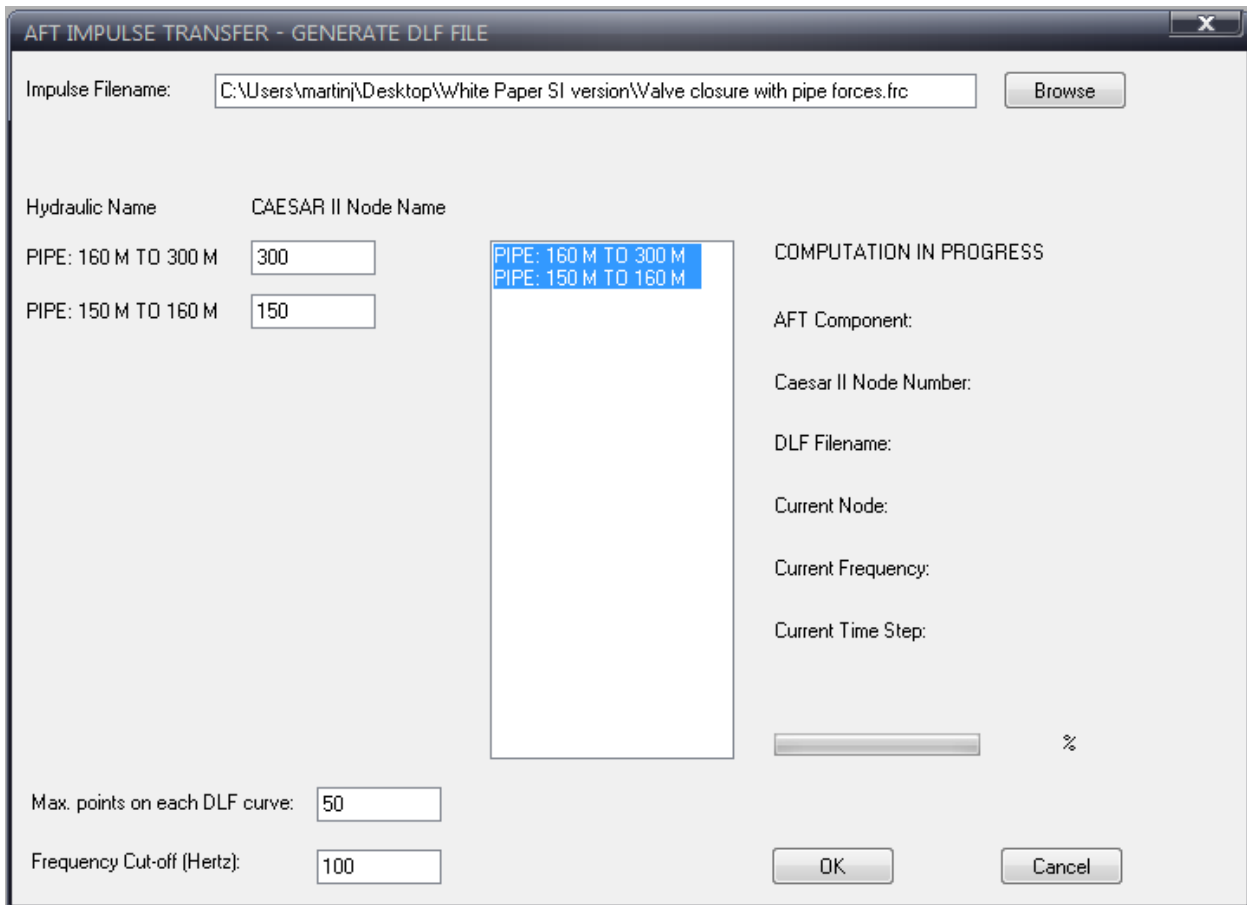 AFT IMPULSE TRANSFER - GENERATE DLF FILE
x
Impulse Filename: C:\Users\martinj\Desktop\White Paper SI version\Valve closure with pipe forces.frc Browse
Hydraulic Name CAESAR II Node Name
PIPE: 160 M TO 300 M 300
PIPE: 150 M TO 160 M 150
PIPE: 160 M TO 300 M
PIPE: 150 M TO 160 M
COMPUTATION IN PROGRESS
AFT Component:
Caesar II Node Number:
DLF Filename:
Current Node:
Current Frequency:
Current Time Step:
%
Max. points on each DLF curve: 50
Frequency Cut-off (Hertz): 100
OK Cancel